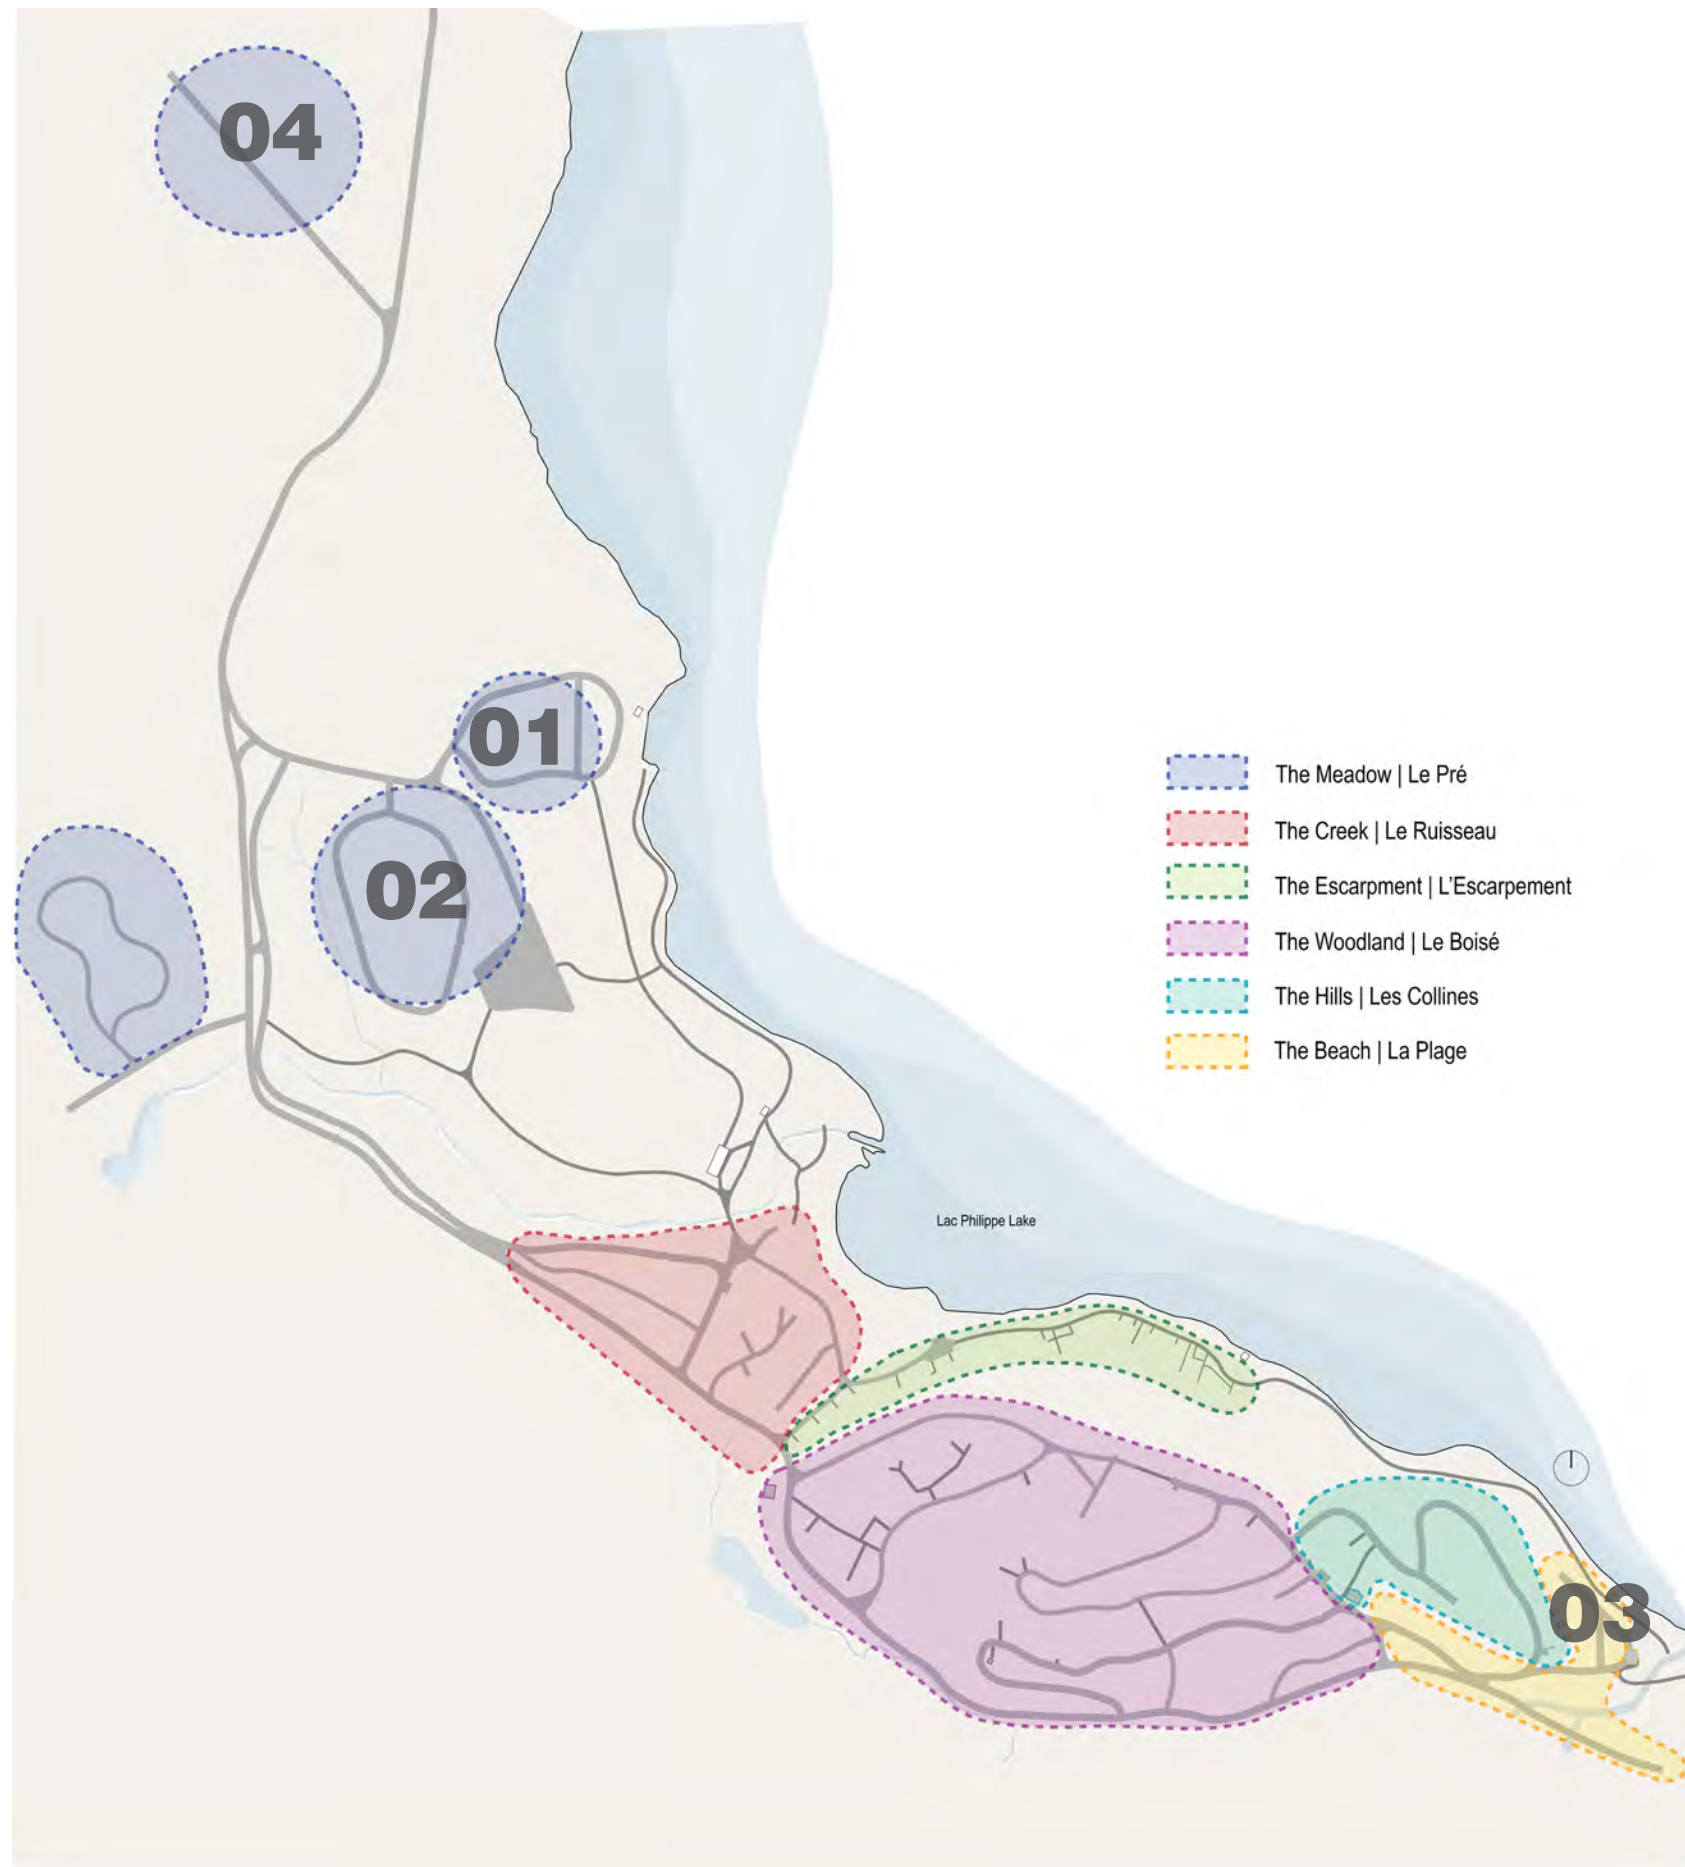 04
01
02
The Meadow | Le Pré
The Creek | Le Ruisseau
The Escarpment | L'Escarpement
The Woodland | Le Boisé
The Hills | Les Collines
The Beach | La Plage
Lac Philippe Lake
03